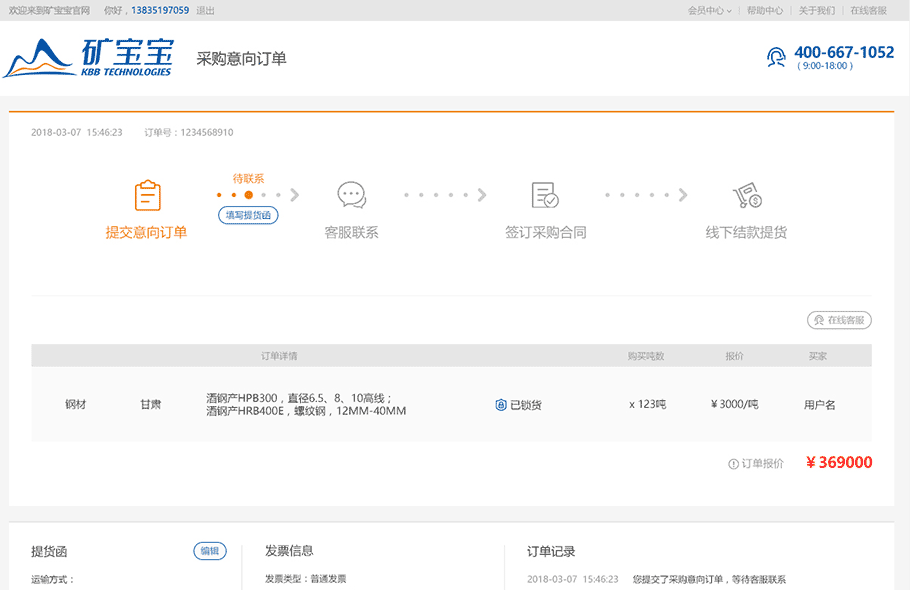 欢迎来到矿宝宝官网 你好，13835197059 退出 会员中心 帮助中心 关于我们 在线客服
矿宝宝
KBB TECHNOLOGIES
采购意向订单
400-667-1052
( 9:00-18:00 )
2018-03-07 15:46:23 订单号：1234568910
待联系
填写提货函
提交意向订单 客服联系 签订采购合同 线下结款提货
在线客服
订单详情 购买吨数 报价 买家
钢材 甘肃 酒钢产HPB300，直径6.5、8、10高线；
酒钢产HRB400E，螺纹钢，12MM-40MM
已锁货 x 123吨 ¥ 3000/吨 用户名
订单报价 ¥ 369000
提货函 编辑 发票信息 订单记录
运输方式： 发票类型：普通发票 2018-03-07 15:46:23 您提交了采购意向订单，等待客服联系